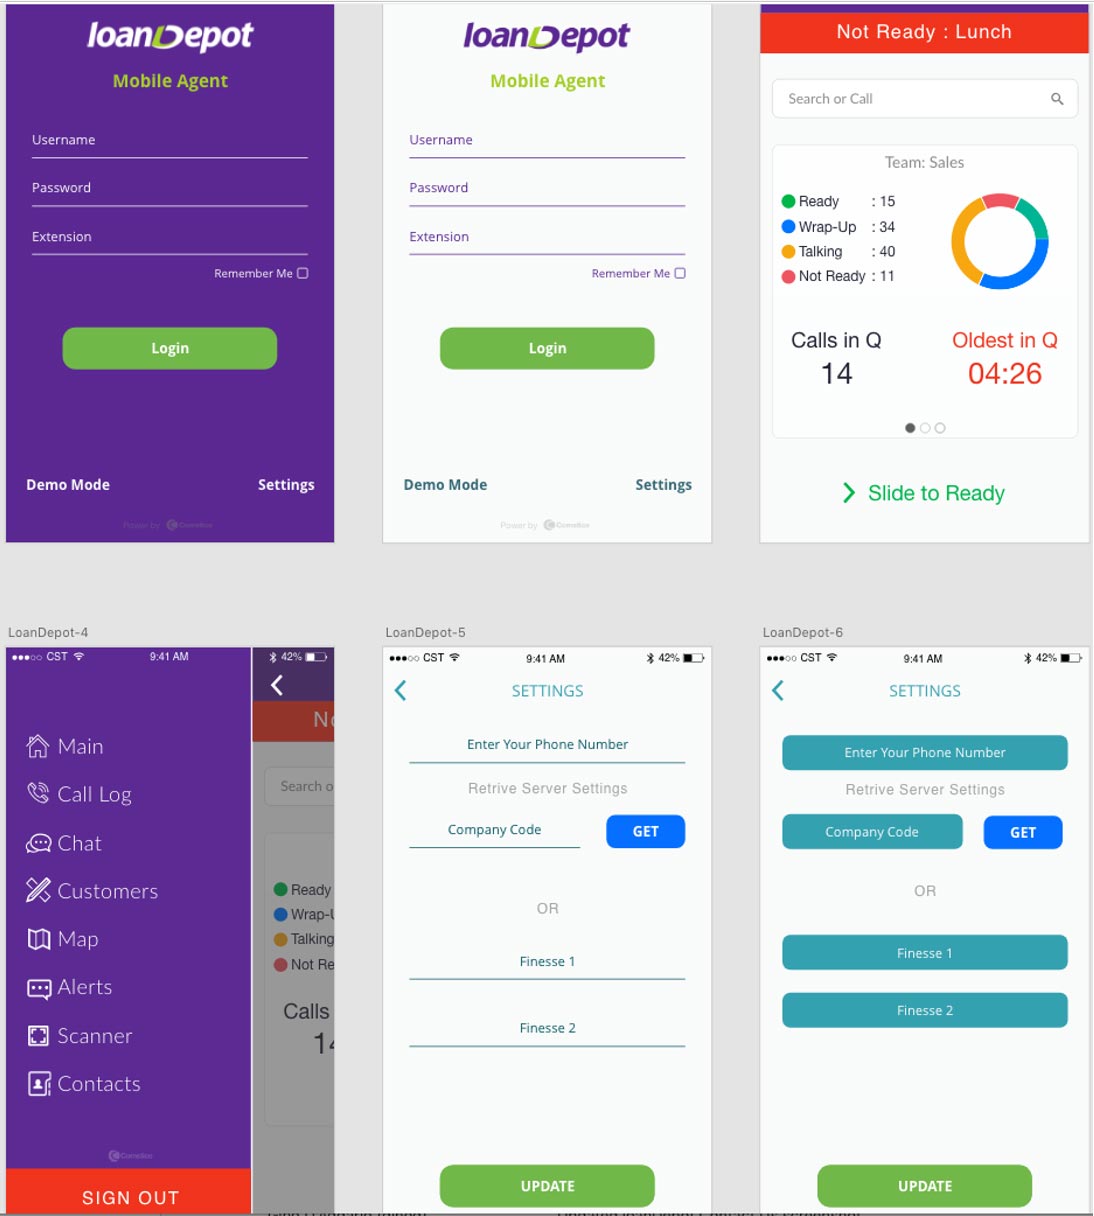 loanDepot
Mobile Agent
Username
Password
Extension
Remember Me
Login
Demo Mode
Settings
Power by
loanDepot
Mobile Agent
Username
Password
Extension
Remember Me
Login
Demo Mode
Settings
Power by
Not Ready : Lunch
Search or Call
Team: Sales
Ready : 15
Wrap-Up : 34
Talking : 40
Not Ready : 11
Calls in Q
14
Oldest in Q
04:26
Slide to Ready
LoanDepot-4
CST 9:41 AM 42%
Main
Call Log
Chat
Customers
Map
Alerts
Scanner
Contacts
SIGN OUT
Search o
Ready
Wrap-U
Talking
Not Re
Calls
LoanDepot-5
CST 9:41 AM 42%
SETTINGS
Enter Your Phone Number
Retrive Server Settings
Company Code
GET
OR
Finesse 1
Finesse 2
UPDATE
LoanDepot-6
CST 9:41 AM 42%
SETTINGS
Enter Your Phone Number
Retrive Server Settings
Company Code
GET
OR
Finesse 1
Finesse 2
UPDATE